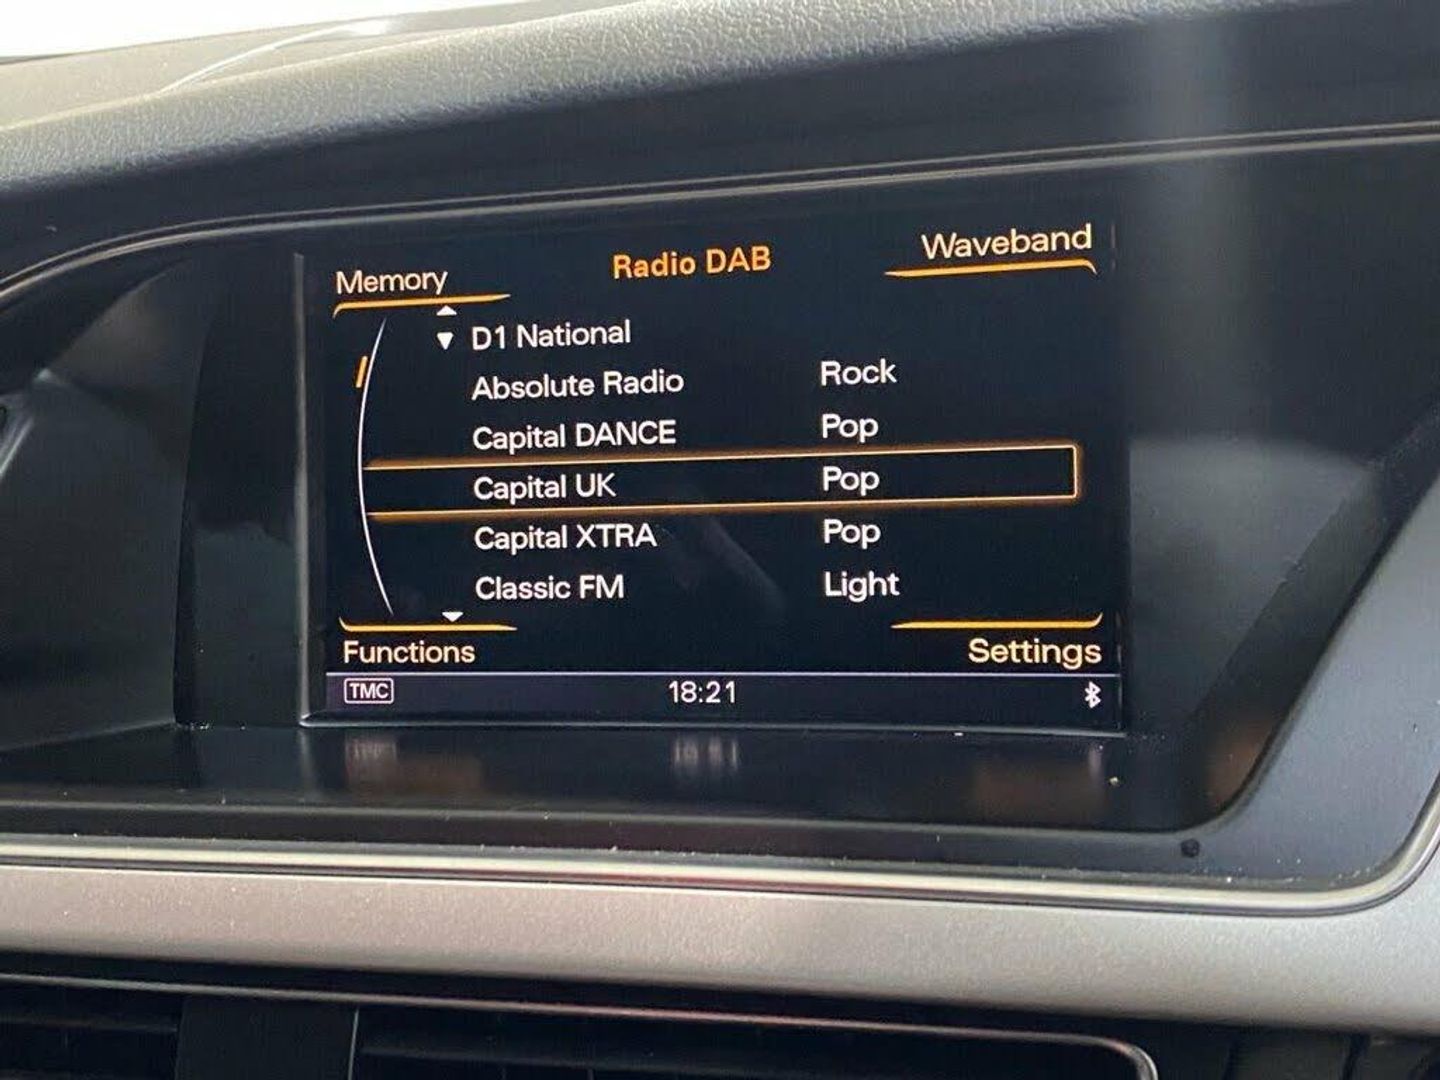 Memory
Radio DAB
Waveband
D1 National
Absolute Radio Rock
Capital DANCE Pop
Capital UK Pop
Capital XTRA Pop
Classic FM Light
Functions
Settings
TMC
18:21